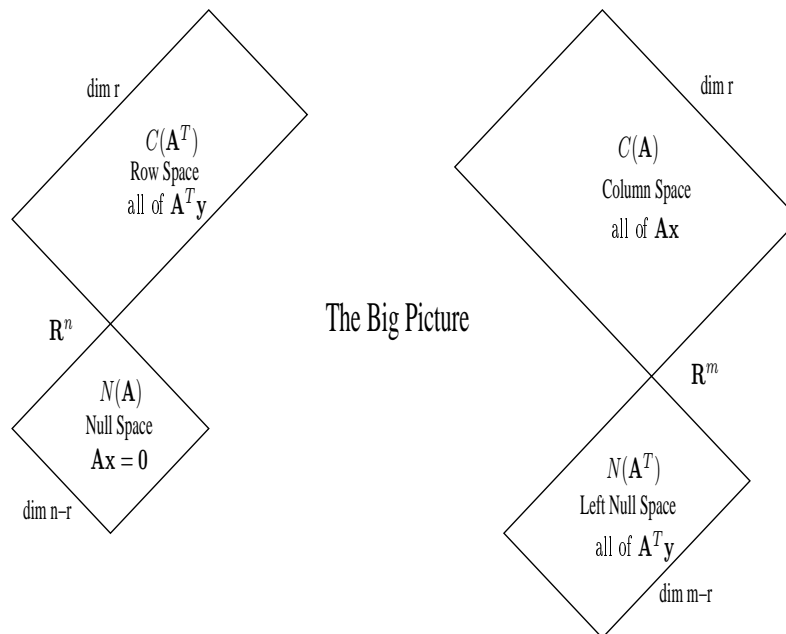 dim r
C(A^T)
Row Space
all of A^T y
R^n
N(A)
Null Space
Ax = 0
dim n–r
The Big Picture
dim r
C(A)
Column Space
all of Ax
R^m
N(A^T)
Left Null Space
all of A^T y
dim m–r